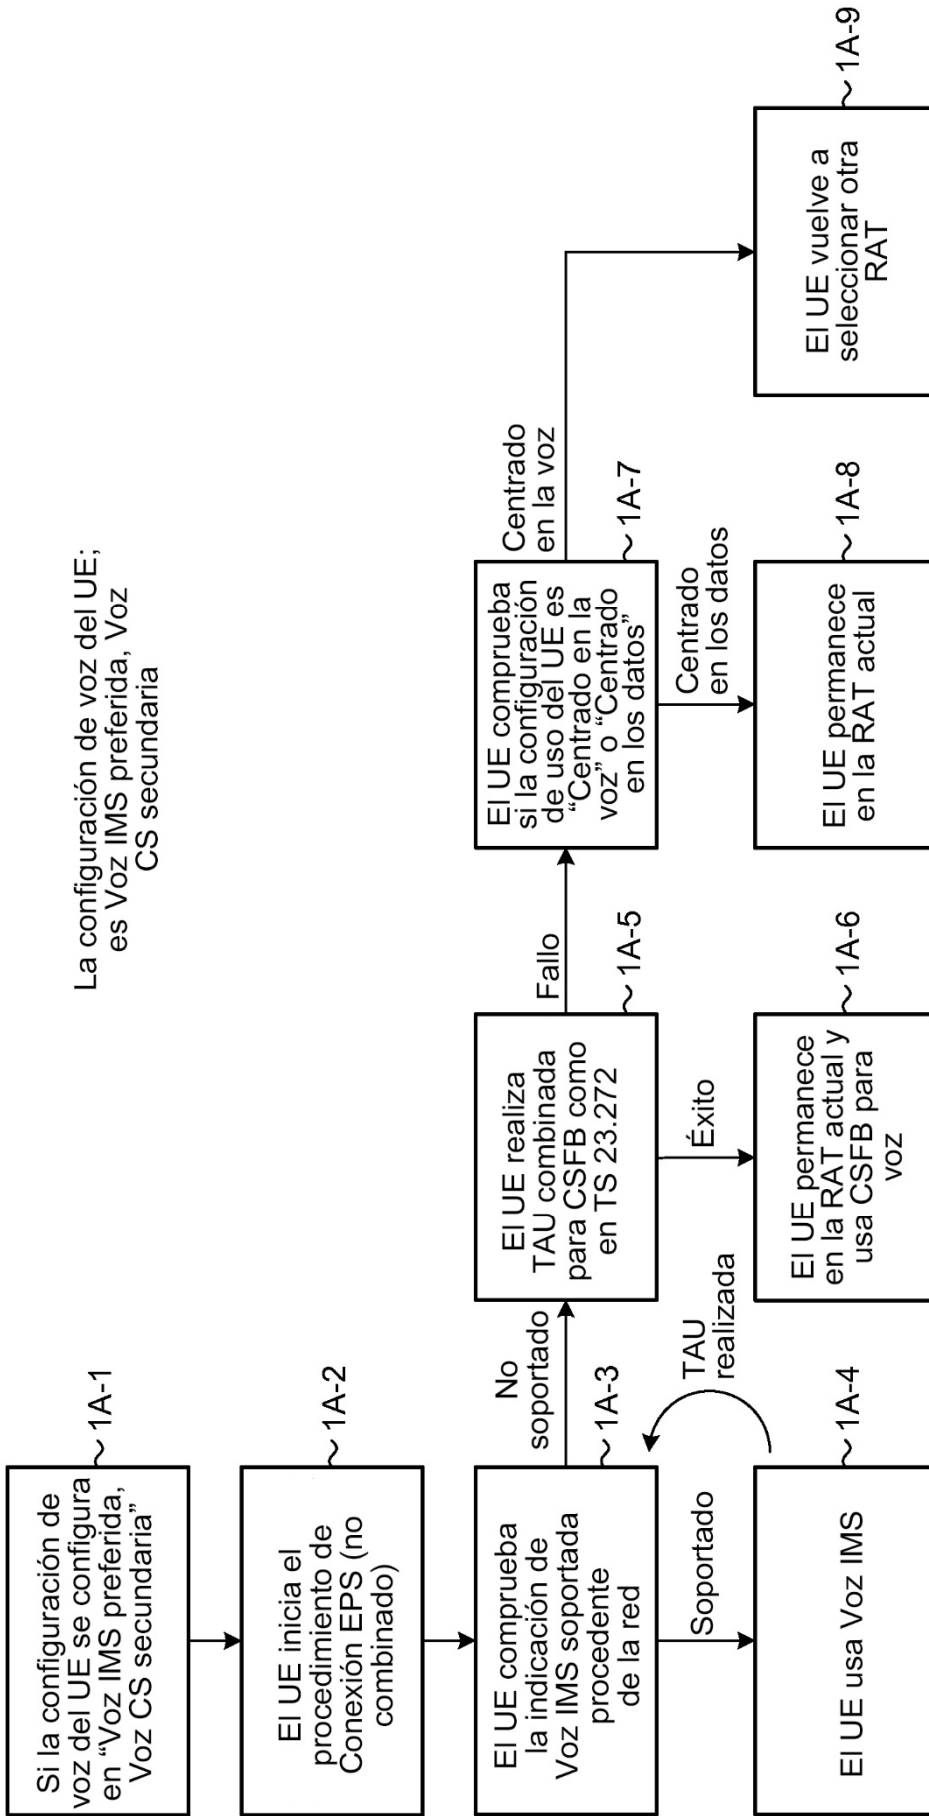 La configuración de voz del UE;
es Voz IMS preferida, Voz
CS secundaria
Si la configuración de
voz del UE se configura
en “Voz IMS preferida,
Voz CS secundaria”
1A-1
El UE inicia el
procedimiento de
Conexión EPS (no
combinado)
1A-2
El UE comprueba
la indicación de
Voz IMS soportada
procedente
de la red
1A-3
No
soportado
Soportado
TAU
realizada
El UE usa Voz IMS
1A-4
El UE realiza
TAU combinada
para CSFB como
en TS 23.272
1A-5
Fallo
Éxito
El UE permanece
en la RAT actual y
usa CSFB para
voz
1A-6
El UE comprueba
si la configuración
de uso del UE es
“Centrado en la
voz” o “Centrado
en los datos”
1A-7
Centrado
en la voz
Centrado
en los datos
El UE permanece
en la RAT actual
1A-8
El UE vuelve a
seleccionar otra
RAT
1A-9